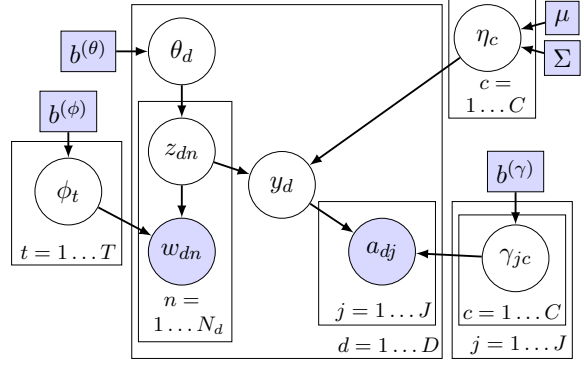 b^(θ)
θ_d
η_c
μ
Σ
c =
1 . . . C
b^(φ)
z_dn
y_d
b^(γ)
φ_t
t = 1 . . . T
w_dn
a_dj
γ_jc
n =
1 . . . N_d
j = 1 . . . J
c = 1 . . . C
d = 1 . . . D
j = 1 . . . J